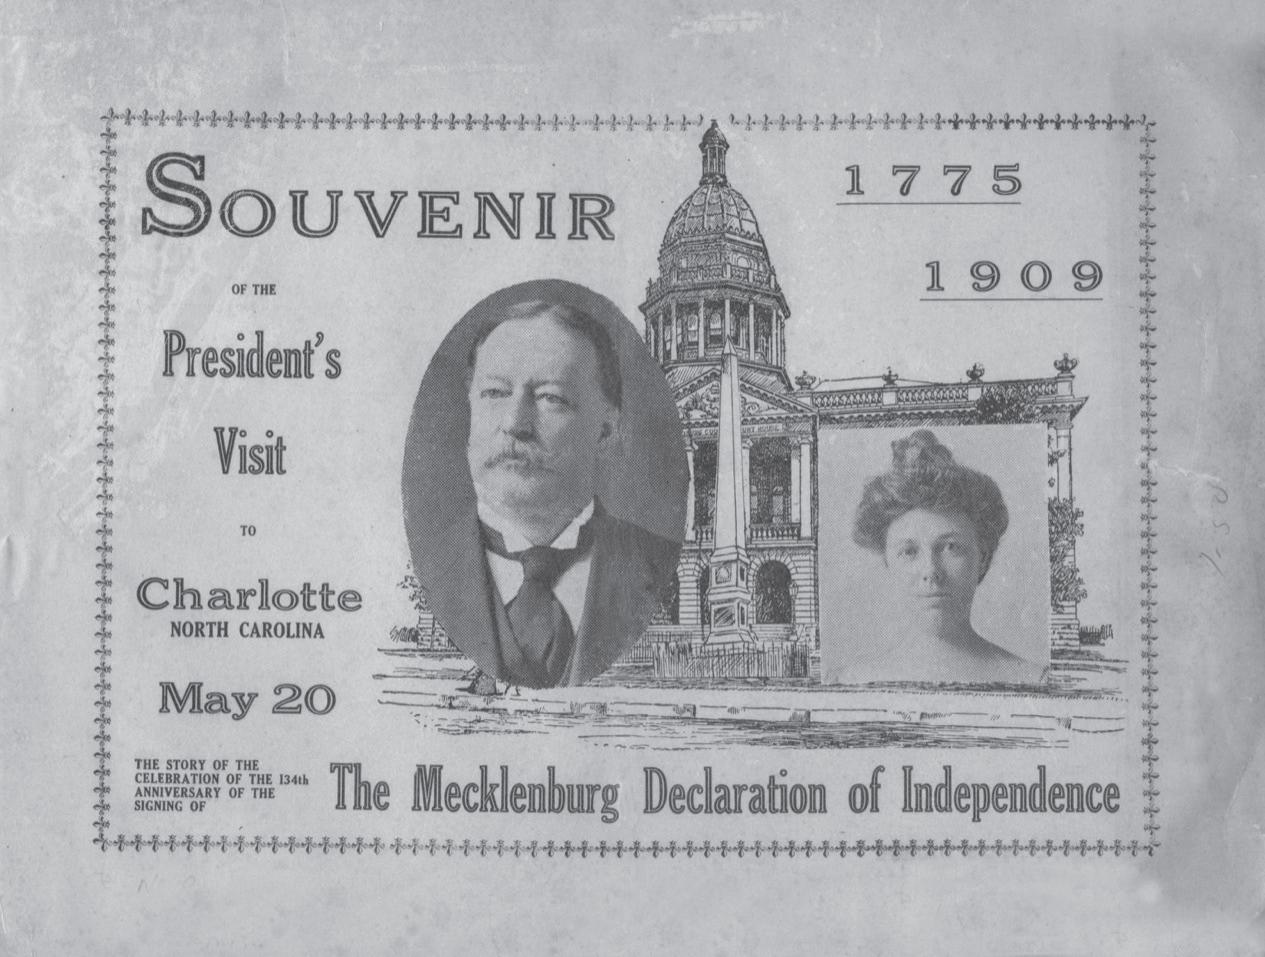 SOUVENIR
OF THE
President's
Visit
TO
Charlotte
NORTH CAROLINA
May 20
1775
1909
THE STORY OF THE
CELEBRATION OF THE 134th
ANNIVERSARY OF THE
SIGNING OF
The Mecklenburg Declaration of Independence